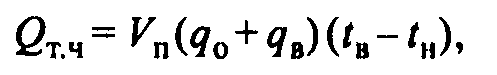 Qт.ч = Vп(qо + qв)(tв − tн),